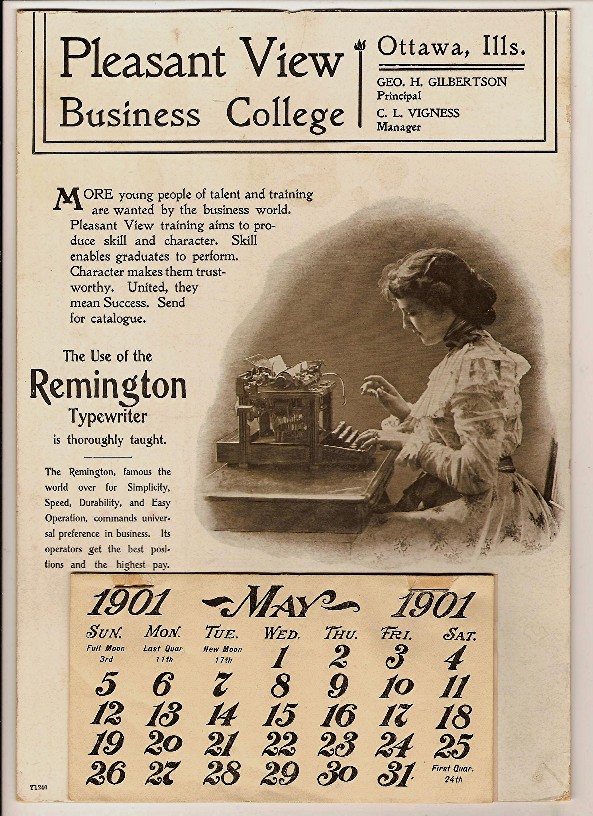 Pleasant View
Business College
Ottawa, Ills.
GEO. H. GILBERTSON
Principal
C. L. VIGNESS
Manager
MORE young people of talent and training
are wanted by the business world.
Pleasant View training aims to pro-
duce skill and character. Skill
enables graduates to perform.
Character makes them trust-
worthy. United, they
mean Success. Send
for catalogue.
The Use of the
Remington
Typewriter
is thoroughly taught.
The Remington, famous the
world over for Simplicity,
Speed, Durability, and Easy
Operation, commands univer-
sal preference in business. Its
operators get the best posi-
tions and the highest pay.
1901 MAY 1901
SUN. MON. TUE. WED. THU. FRI. SAT.
Full Moon 3rd Last Quar. 11th New Moon 17th 1 2 3 4
5 6 7 8 9 10 11
12 13 14 15 16 17 18
19 20 21 22 23 24 25
26 27 28 29 30 31 First Quar. 24th